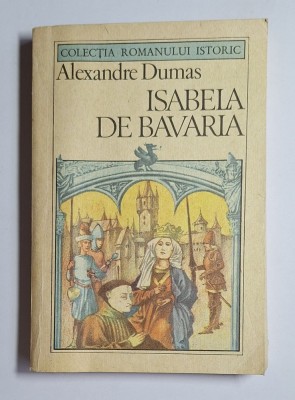 COLECȚIA ROMANULUI ISTORIC
Alexandre Dumas
ISABELA
DE BAVARIA